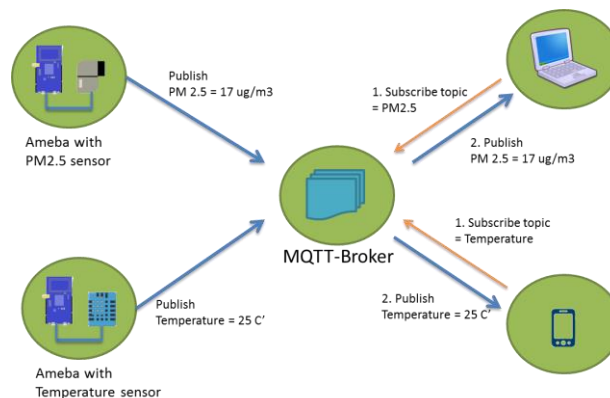 Publish
PM 2.5 = 17 ug/m3
Ameba with
PM2.5 sensor
1. Subscribe topic
= PM2.5
2. Publish
PM 2.5 = 17 ug/m3
MQTT-Broker
1. Subscribe topic
= Temperature
Publish
Temperature = 25 C'
2. Publish
Temperature = 25 C'
Ameba with
Temperature sensor